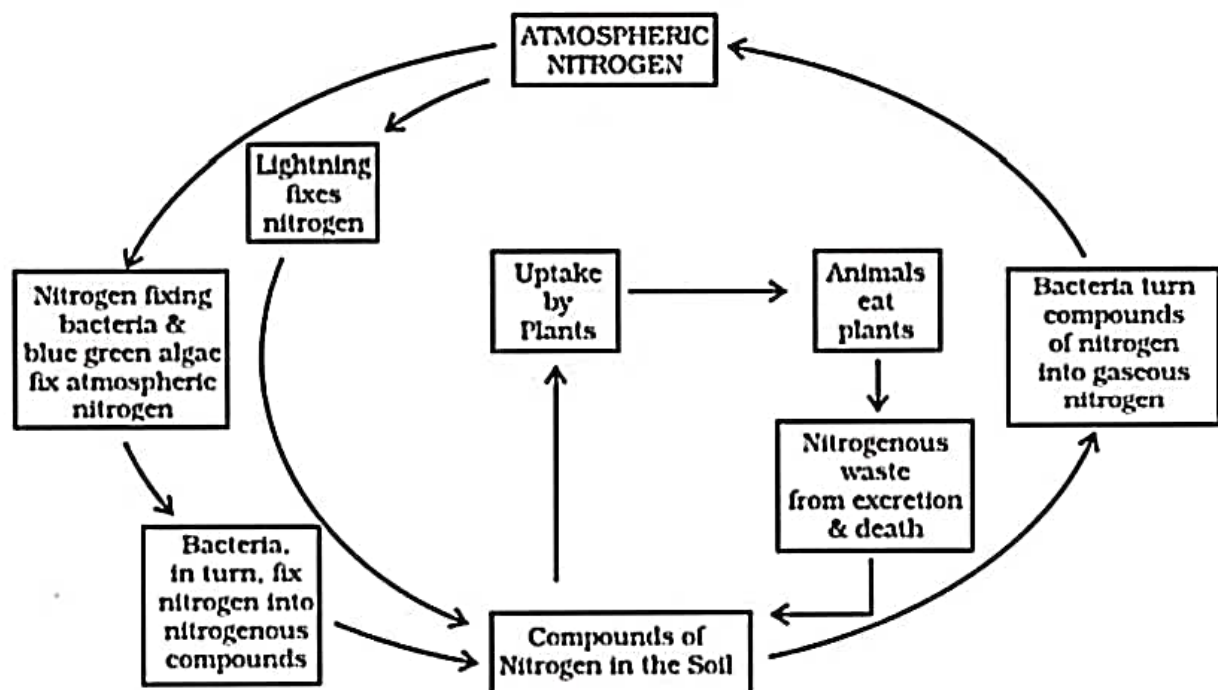 ATMOSPHERIC
NITROGEN
Lightning
fixes
nitrogen
Nitrogen fixing
bacteria &
blue green algae
fix atmospheric
nitrogen
Uptake
by
Plants
Animals
eat
plants
Bacteria turn
compounds
of nitrogen
into gaseous
nitrogen
Nitrogenous
waste
from excretion
& death
Bacteria,
in turn, fix
nitrogen into
nitrogenous
compounds
Compounds of
Nitrogen in the Soil